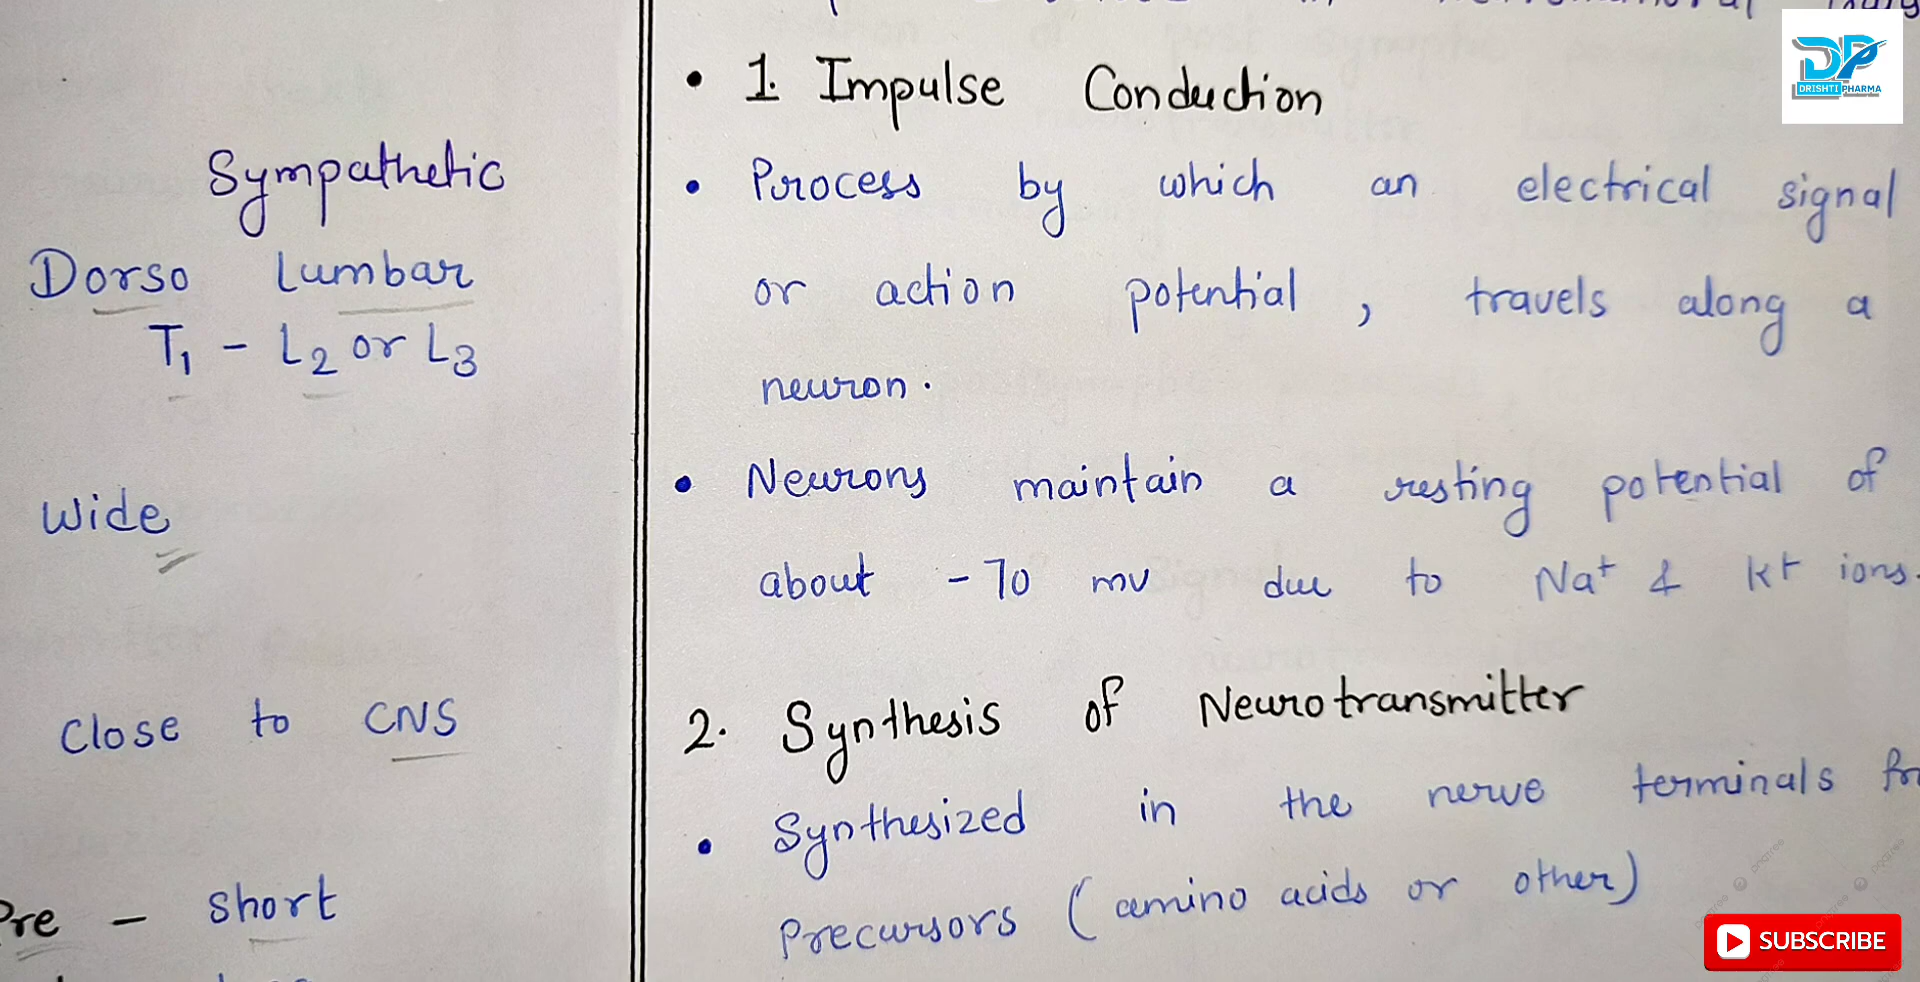 Sympathetic
Dorso Lumbar
T1 - L2 or L3
Wide
Close to CNS
Pre - short
• 1. Impulse Conduction
• Process by which an electrical signal
or action potential, travels along a
neuron.
• Neurons maintain a resting potential of
about -70 mv due to Na+ & K+ ions.
2. Synthesis of Neurotransmitter
• Synthesized in the nerve terminals
precursors (amino acids or other)
DP
DRISHTI PHARMA
SUBSCRIBE